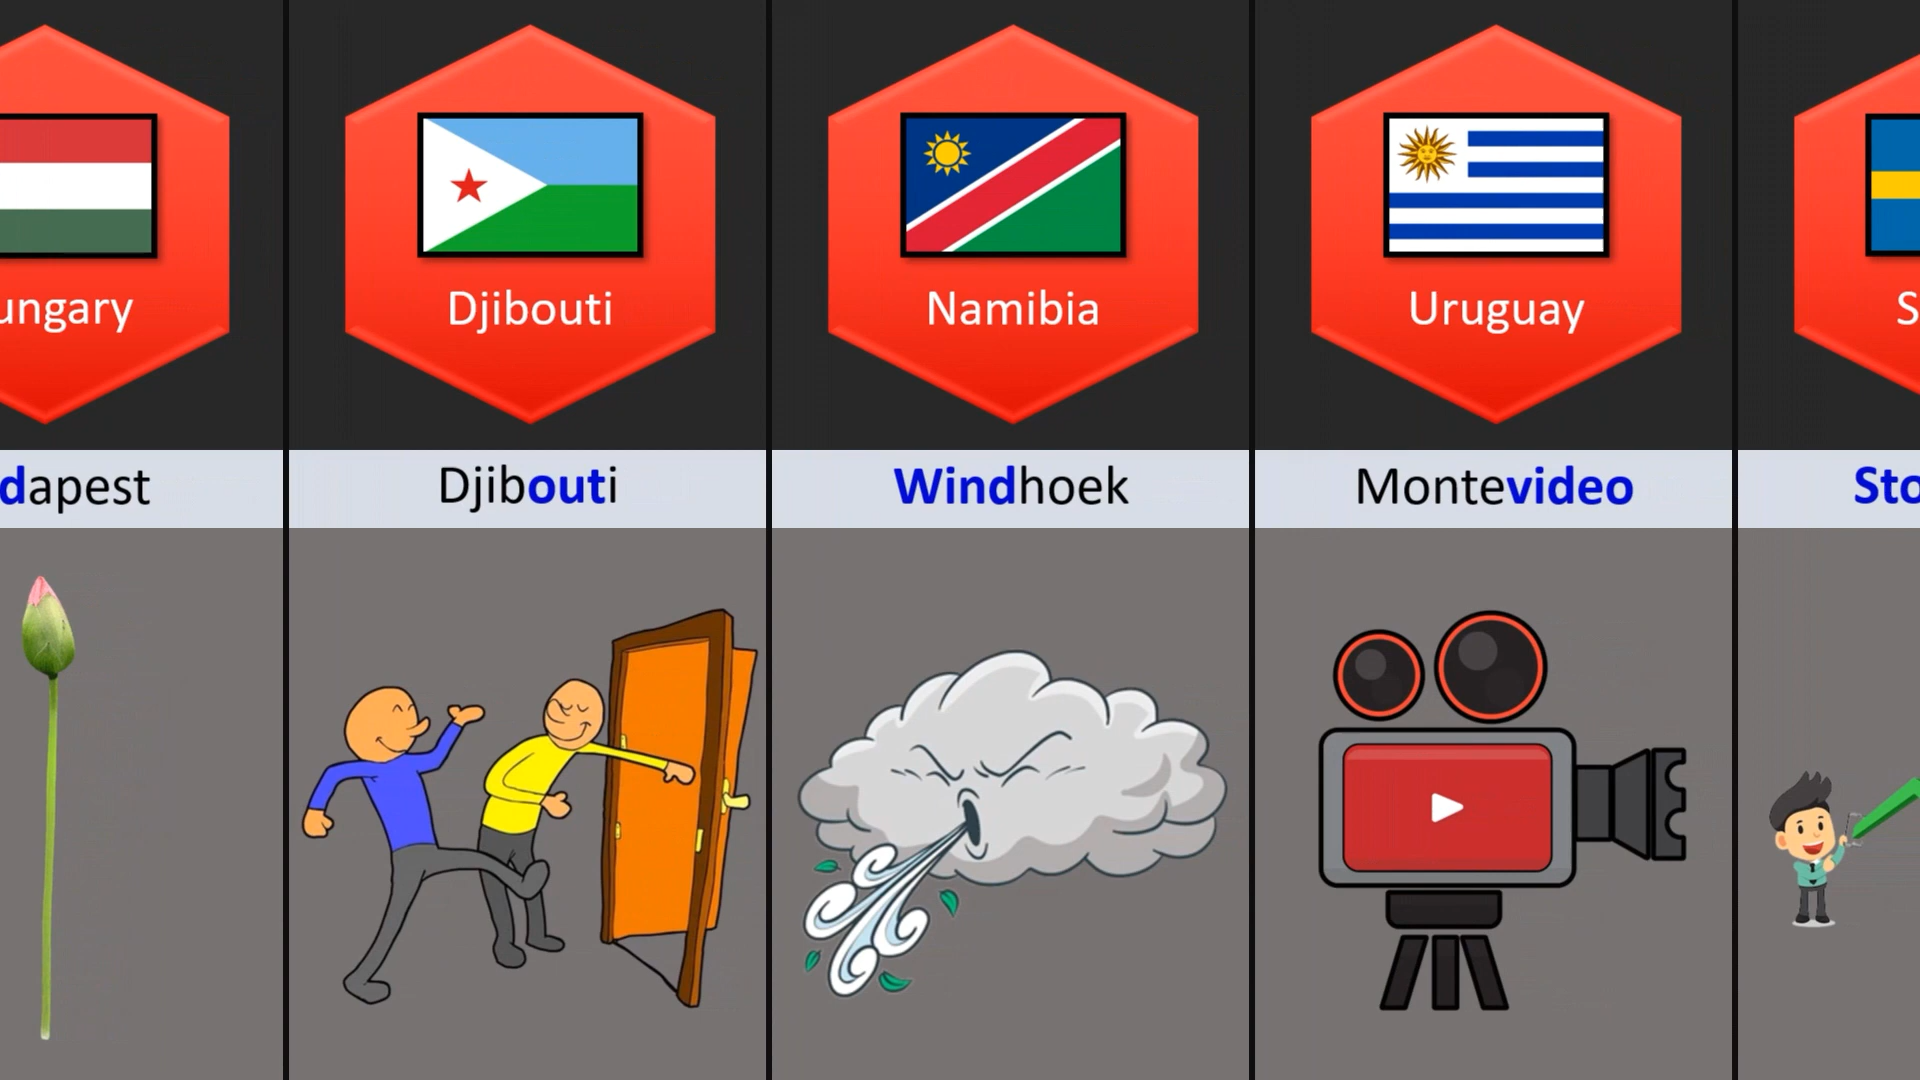 ungary
Djibouti
Namibia
Uruguay
S
dapest
Djibouti
Windhoek
Montevideo
Sto